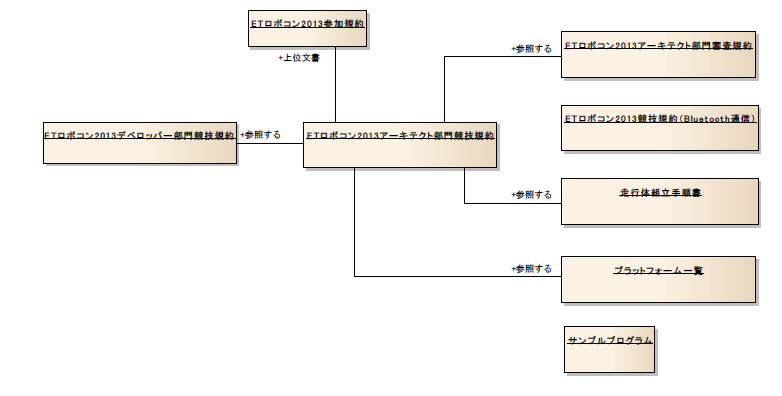 ETロボコン2013参加規約
+上位文書
+参照する
ETロボコン2013アーキテクト部門審査規約
ETロボコン2013競技規約(Bluetooth通信)
ETロボコン2013デベロッパー部門競技規約
+参照する
ETロボコン2013アーキテクト部門競技規約
+参照する
走行体組立手順書
+参照する
プラットフォーム一覧
サンプルプログラム